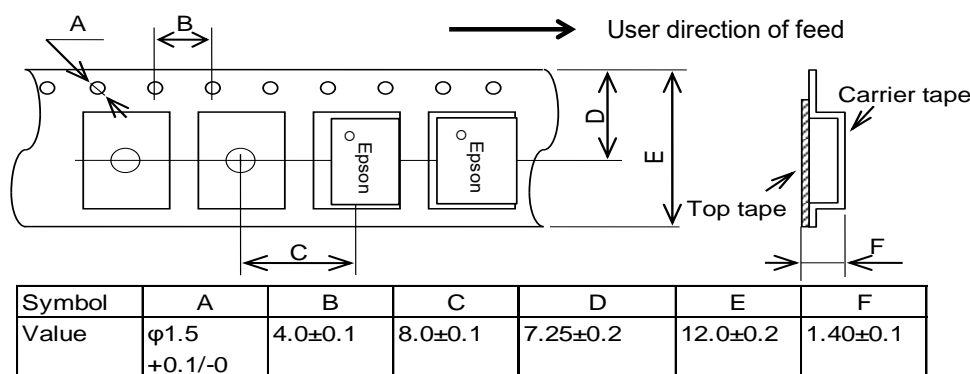 A
B
User direction of feed
D
E
Carrier tape
Epson
Epson
Top tape
C
F
Symbol A B C D E F
Value φ1.5 4.0±0.1 8.0±0.1 7.25±0.2 12.0±0.2 1.40±0.1
+0.1/-0